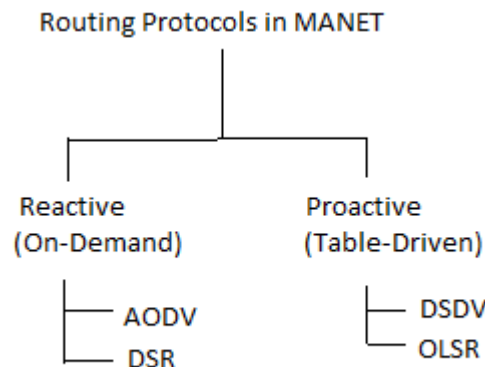 Routing Protocols in MANET
Reactive
(On-Demand)
AODV
DSR
Proactive
(Table-Driven)
DSDV
OLSR